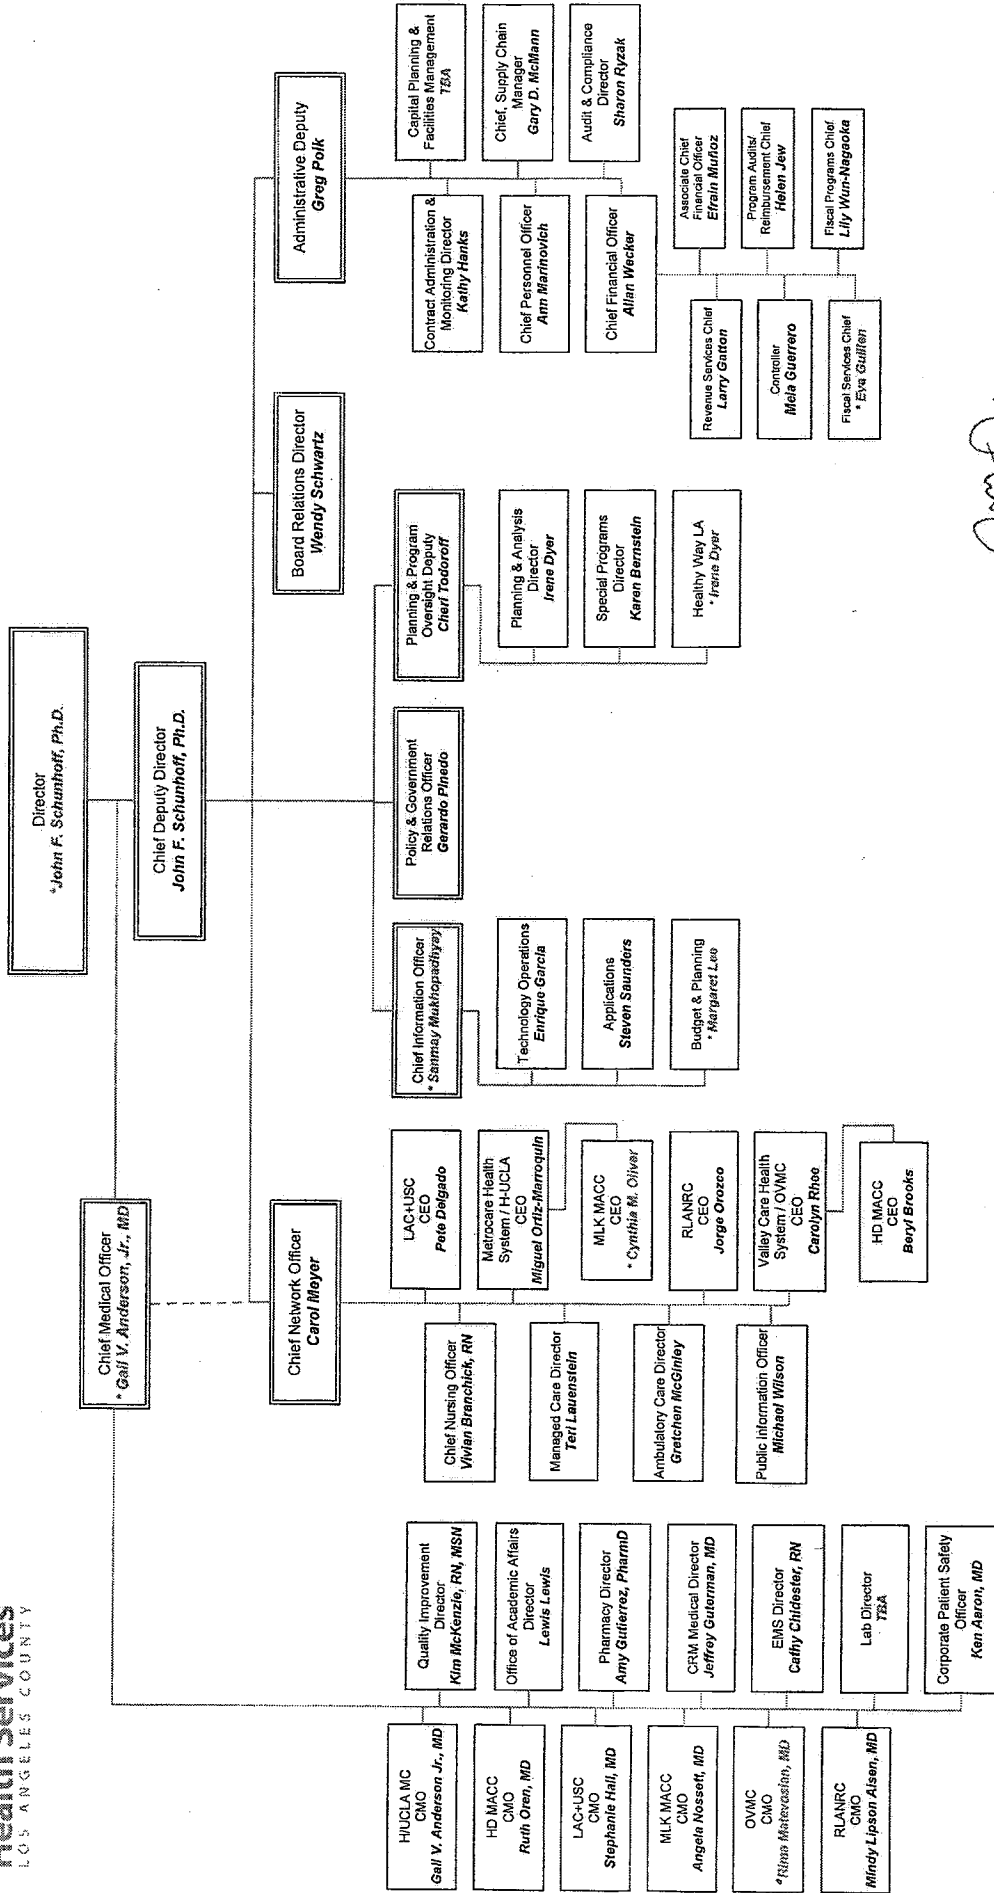 Health Services
LOS ANGELES COUNTY
Director
*John F. Schunhoff, Ph.D.
Chief Medical Officer
* Gail V. Anderson, Jr., MD
Chief Deputy Director
John F. Schunhoff, Ph.D.
Chief Network Officer
Carol Meyer
Board Relations Director
Wendy Schwartz
Administrative Deputy
Greg Polk
H/UCLA MC
CMO
Gail V. Anderson Jr., MD
HD MACC
CMO
Ruth Oren, MD
LAC+USC
CMO
Stephanie Hall, MD
MLK MACC
CMO
Angela Nossett, MD
OVMC
CMO
*Rima Matevosian, MD
RLANRC
CMO
Mindy Lipson Aisen, MD
Quality Improvement
Director
Kim McKenzie, RN, MSN
Office of Academic Affairs
Director
Lewis Lewis
Pharmacy Director
Amy Gutierrez, PharmD
CRM Medical Director
Jeffrey Guterman, MD
EMS Director
Cathy Chidester, RN
Lab Director
TBA
Corporate Patient Safety
Officer
Ken Aaron, MD
Chief Nursing Officer
Vivian Branchick, RN
Managed Care Director
Teri Lauenstein
Ambulatory Care Director
Gretchen McGinley
Public Information Officer
Michael Wilson
LAC+USC
CEO
Pete Delgado
Metrocare Health
System / H-UCLA
CEO
Miguel Ortiz-Marroquin
MLK MACC
CEO
* Cynthia M. Oliver
RLANRC
CEO
Jorge Orozco
Valley Care Health
System / OVMC
CEO
Carolyn Rhee
HD MACC
CEO
Beryl Brooks
Chief Information Officer
* Sanmay Mukhopadhyay
Technology Operations
Enrique Garcia
Applications
Steven Saunders
Budget & Planning
* Margaret Lee
Policy & Government
Relations Officer
Gerardo Pinedo
Planning & Program
Oversight Deputy
Cheri Todoroff
Planning & Analysis
Director
Irene Dyer
Special Programs
Director
Karen Bernstein
Healthy Way LA
* Irene Dyer
Contract Administration &
Monitoring Director
Kathy Hanks
Chief Personnel Officer
Ann Marinovich
Chief Financial Officer
Allan Wecker
Capital Planning &
Facilities Management
TBA
Chief, Supply Chain
Manager
Gary D. McMann
Audit & Compliance
Director
Sharon Ryzak
Revenue Services Chief
Larry Gatton
Controller
Mela Guerrero
Fiscal Services Chief
* Eva Guillen
Associate Chief
Financial Officer
Efrain Muñoz
Program Audits/
Reimbursement Chief
Helen Jew
Fiscal Programs Chief
Lily Wun-Nagaoka